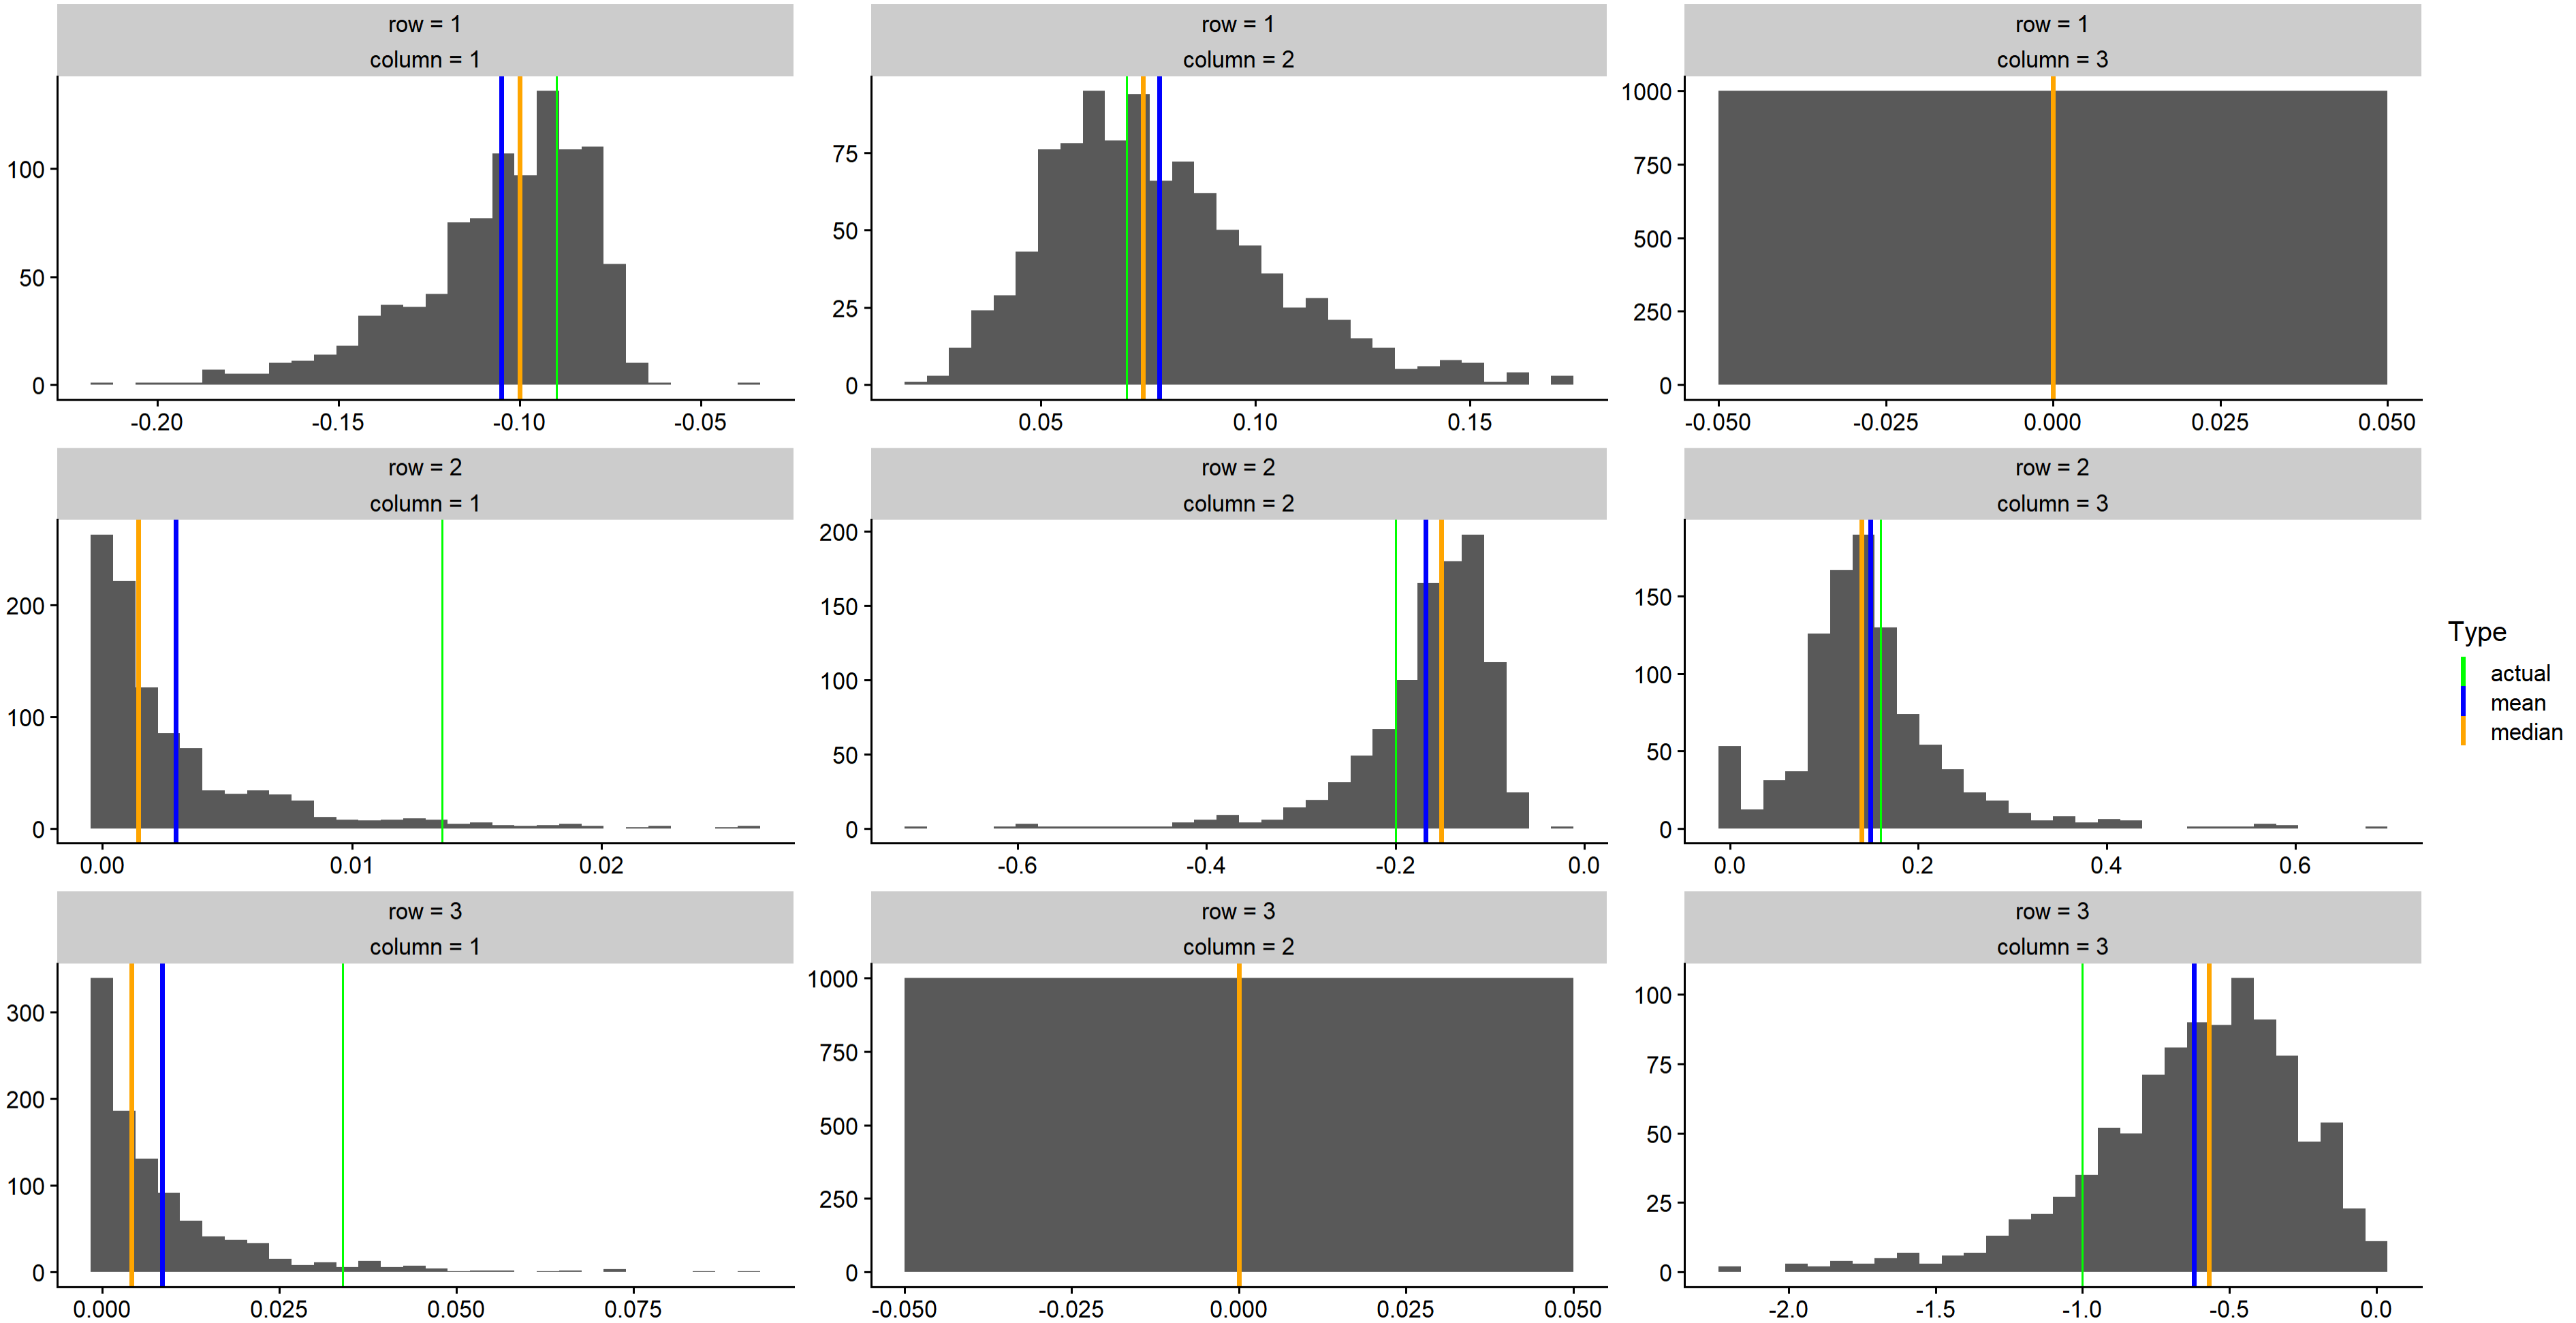 row = 1
column = 1
100
50
0
-0.20 -0.15 -0.10 -0.05
row = 1
column = 2
75
50
25
0
0.05 0.10 0.15
row = 1
column = 3
1000
750
500
250
0
-0.050 -0.025 0.000 0.025 0.050
row = 2
column = 1
200
100
0
0.00 0.01 0.02
row = 2
column = 2
200
150
100
50
0
-0.6 -0.4 -0.2 0.0
row = 2
column = 3
150
100
50
0
0.0 0.2 0.4 0.6
row = 3
column = 1
300
200
100
0
0.000 0.025 0.050 0.075
row = 3
column = 2
1000
750
500
250
0
-0.050 -0.025 0.000 0.025 0.050
row = 3
column = 3
100
75
50
25
0
-2.0 -1.5 -1.0 -0.5 0.0
Type
actual
mean
median